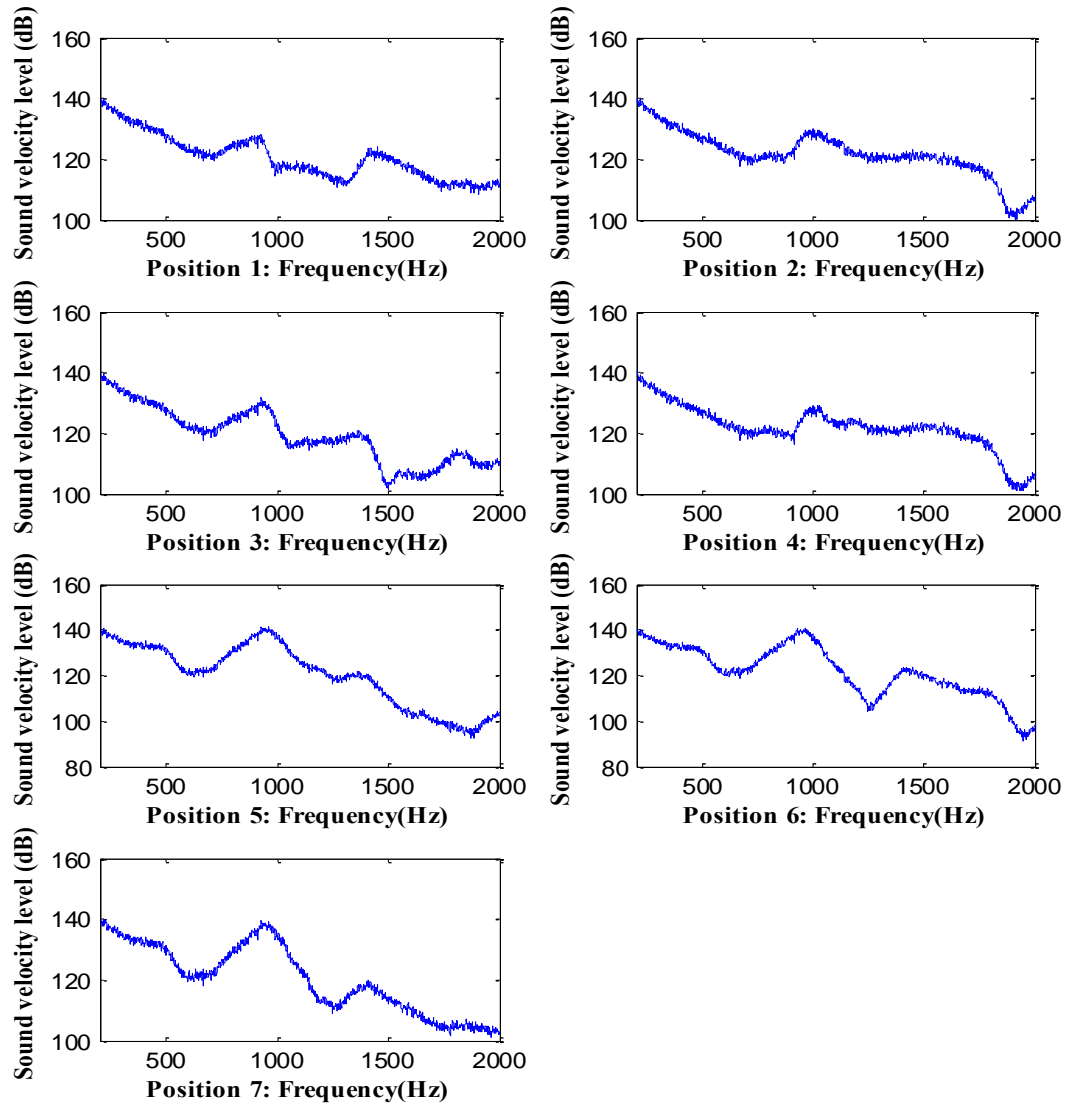 Sound velocity level (dB)
160
140
120
100
500 1000 1500 2000
Position 1: Frequency(Hz)
Sound velocity level (dB)
160
140
120
100
500 1000 1500 2000
Position 2: Frequency(Hz)
Sound velocity level (dB)
160
140
120
100
500 1000 1500 2000
Position 3: Frequency(Hz)
Sound velocity level (dB)
160
140
120
100
500 1000 1500 2000
Position 4: Frequency(Hz)
Sound velocity level (dB)
160
140
120
100
80
500 1000 1500 2000
Position 5: Frequency(Hz)
Sound velocity level (dB)
160
140
120
100
80
500 1000 1500 2000
Position 6: Frequency(Hz)
Sound velocity level (dB)
160
140
120
100
500 1000 1500 2000
Position 7: Frequency(Hz)